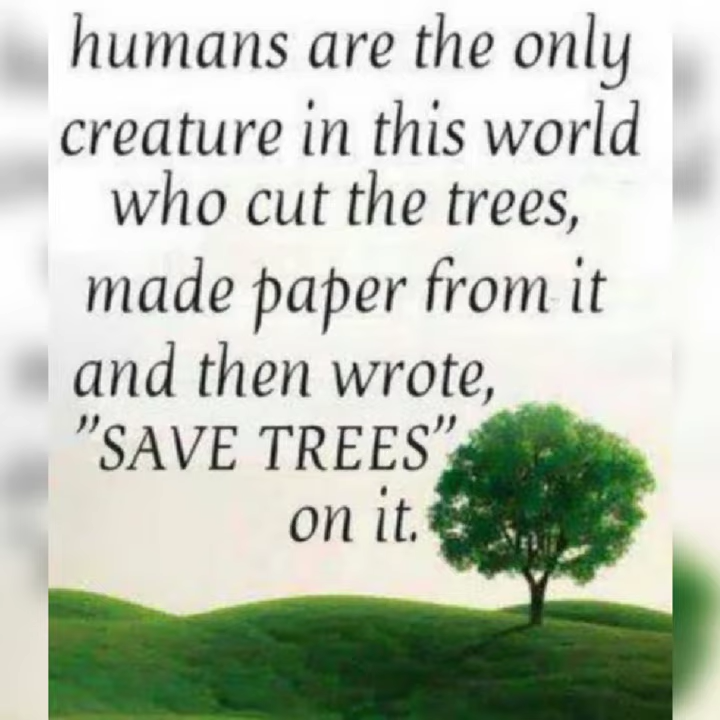 humans are the only
creature in this world
who cut the trees,
made paper from it
and then wrote,
"SAVE TREES"
on it.